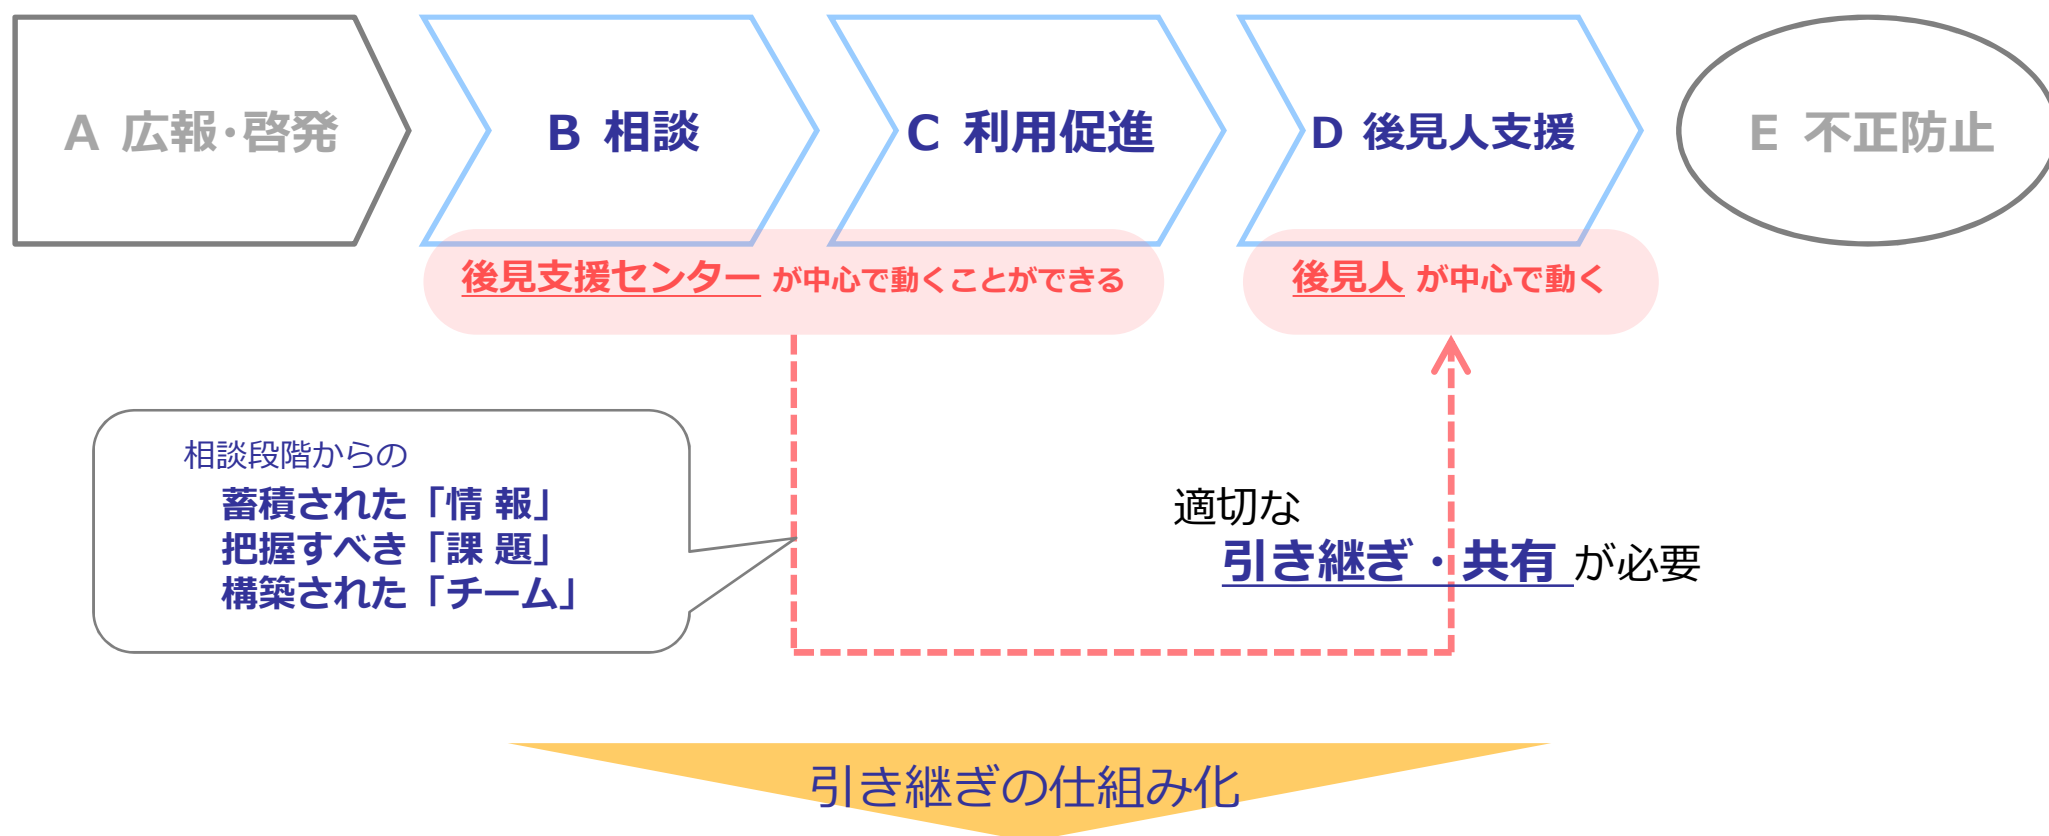 A 広報・啓発
B 相談
C 利用促進
D 後見人支援
E 不正防止
後見支援センター が中心で動くことができる
後見人 が中心で動く
相談段階からの
蓄積された「情 報」
把握すべき「課 題」
構築された「チーム」
適切な
引き継ぎ・共有 が必要
引き継ぎの仕組み化